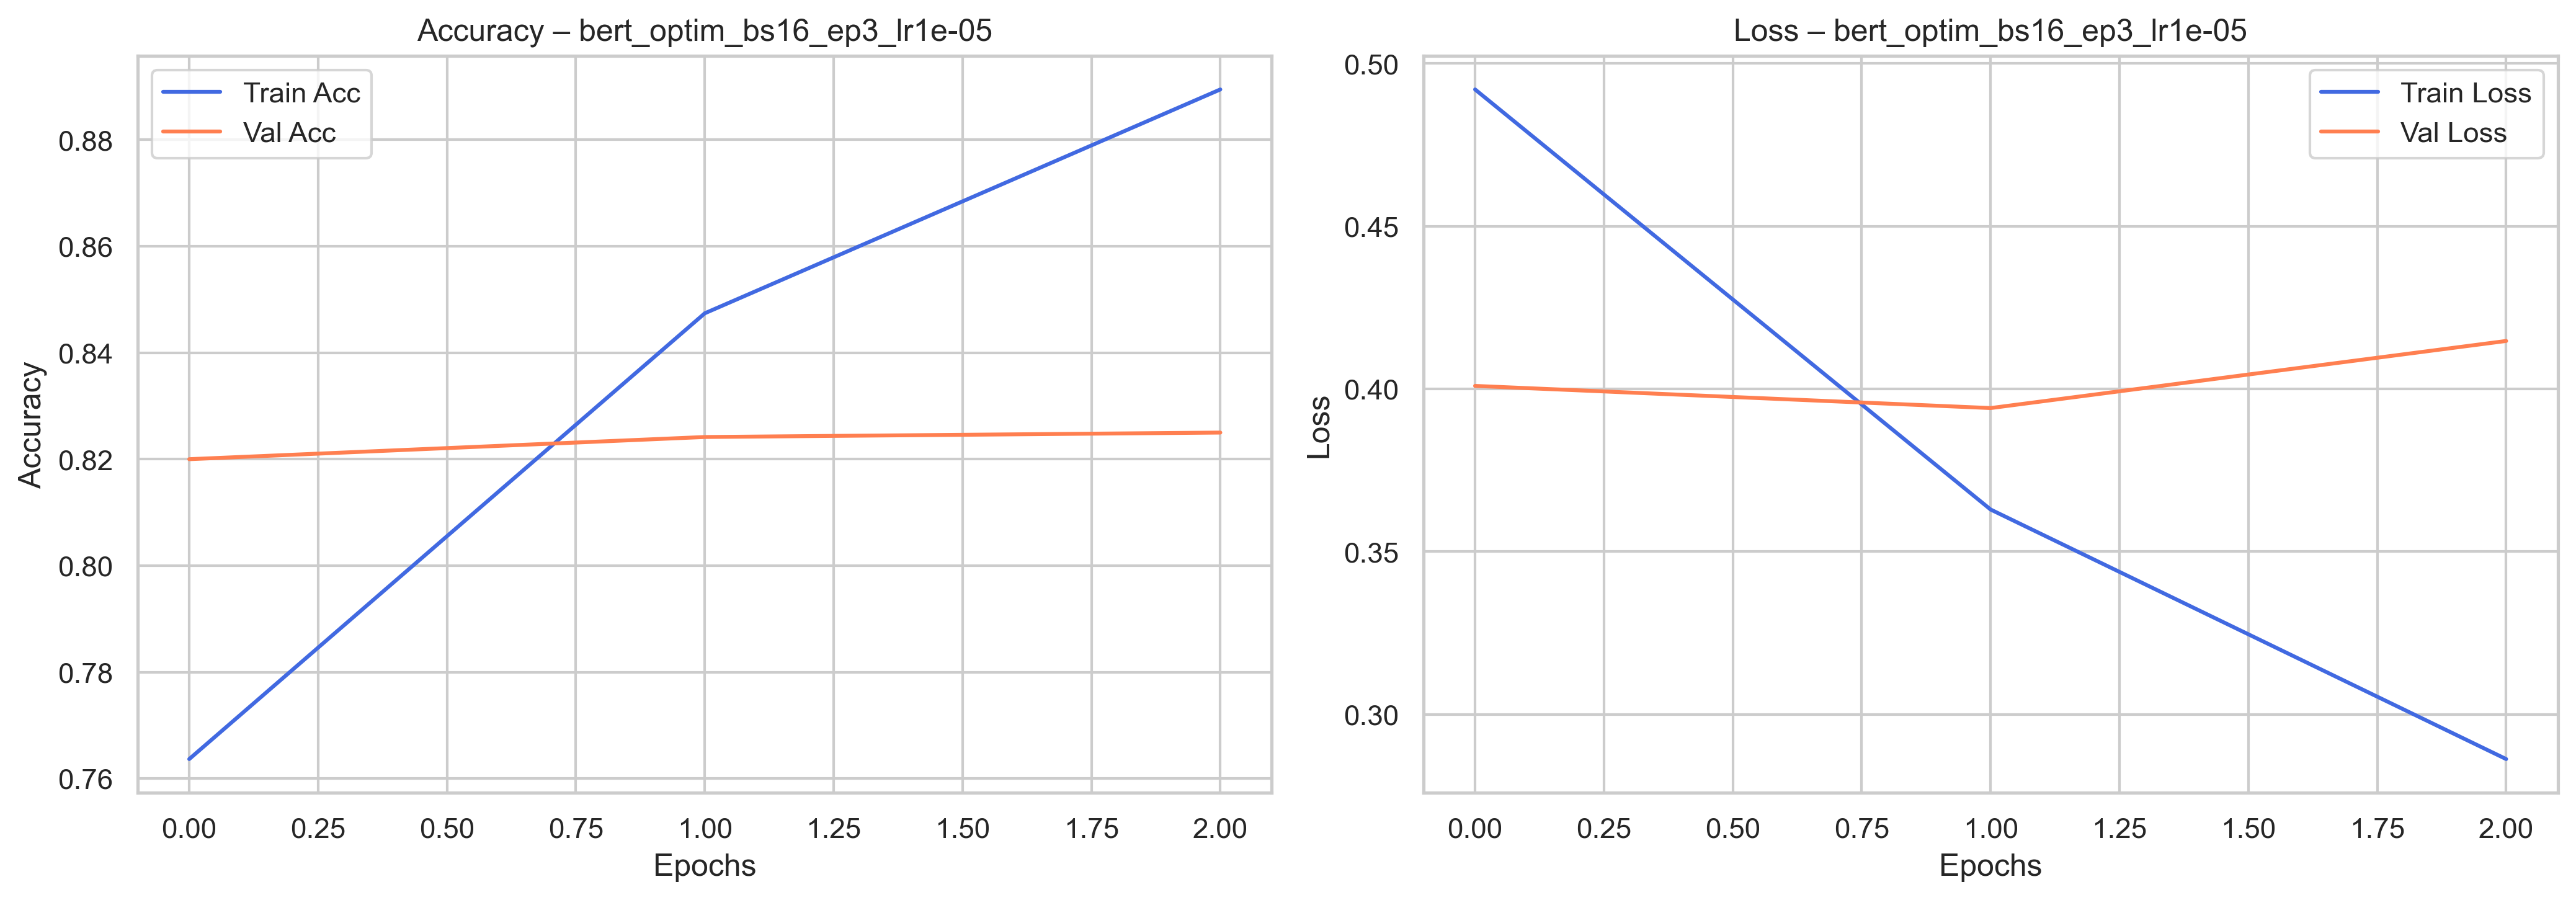 Accuracy – bert_optim_bs16_ep3_lr1e-05
Train Acc
Val Acc
0.88
0.86
0.84
0.82
0.80
0.78
0.76
Accuracy
0.00 0.25 0.50 0.75 1.00 1.25 1.50 1.75 2.00
Epochs
Loss – bert_optim_bs16_ep3_lr1e-05
Train Loss
Val Loss
0.50
0.45
0.40
0.35
0.30
Loss
0.00 0.25 0.50 0.75 1.00 1.25 1.50 1.75 2.00
Epochs